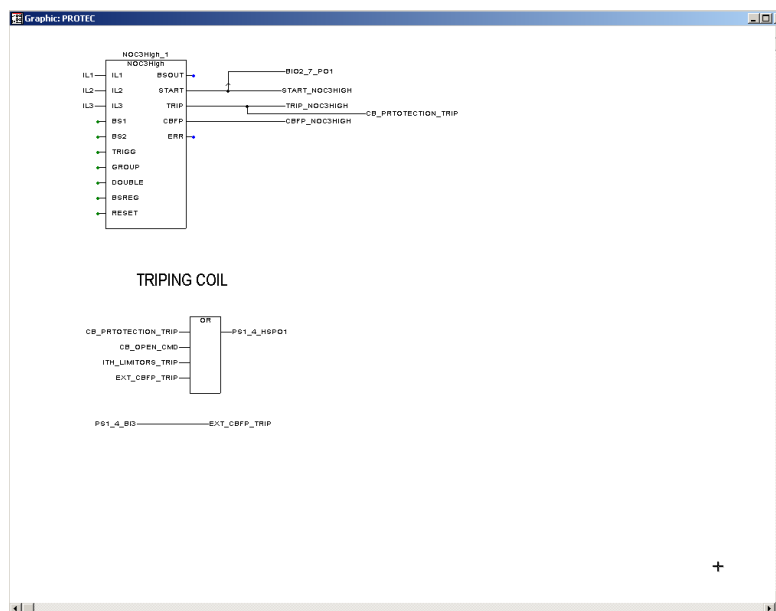 Graphic: PROTEC
NOC3High_1
NOC3High
IL1 IL1 BSOUT
BIO2_7_PO1
IL2 IL2 START START_NOC3HIGH
IL3 IL3 TRIP TRIP_NOC3HIGH
CB_PRTOTECTION_TRIP
BS1 CBFP CBFP_NOC3HIGH
BS2 ERR
TRIGG
GROUP
DOUBLE
BSREG
RESET
TRIPING COIL
OR
CB_PRTOTECTION_TRIP PS1_4_HSPO1
CB_OPEN_CMD
ITH_LIMITORS_TRIP
EXT_CBFP_TRIP
PS1_4_BI3 EXT_CBFP_TRIP